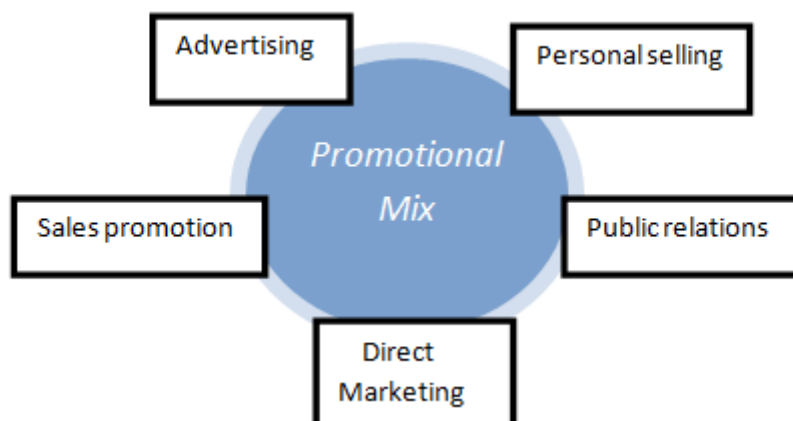 Advertising
Personal selling
Promotional
Mix
Sales promotion
Public relations
Direct
Marketing